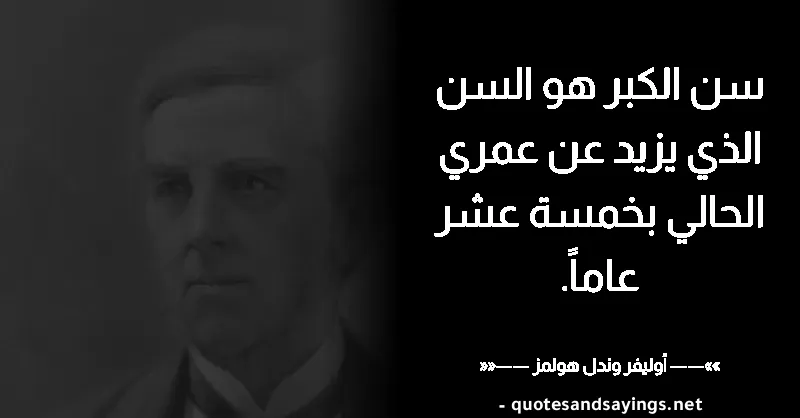 سن الكبر هو السن
الذي يزيد عن عمري
الحالي بخمسة عشر
عاماً.
»»—— أوليفر وندل هولمز ——««
- quotesandsayings.net